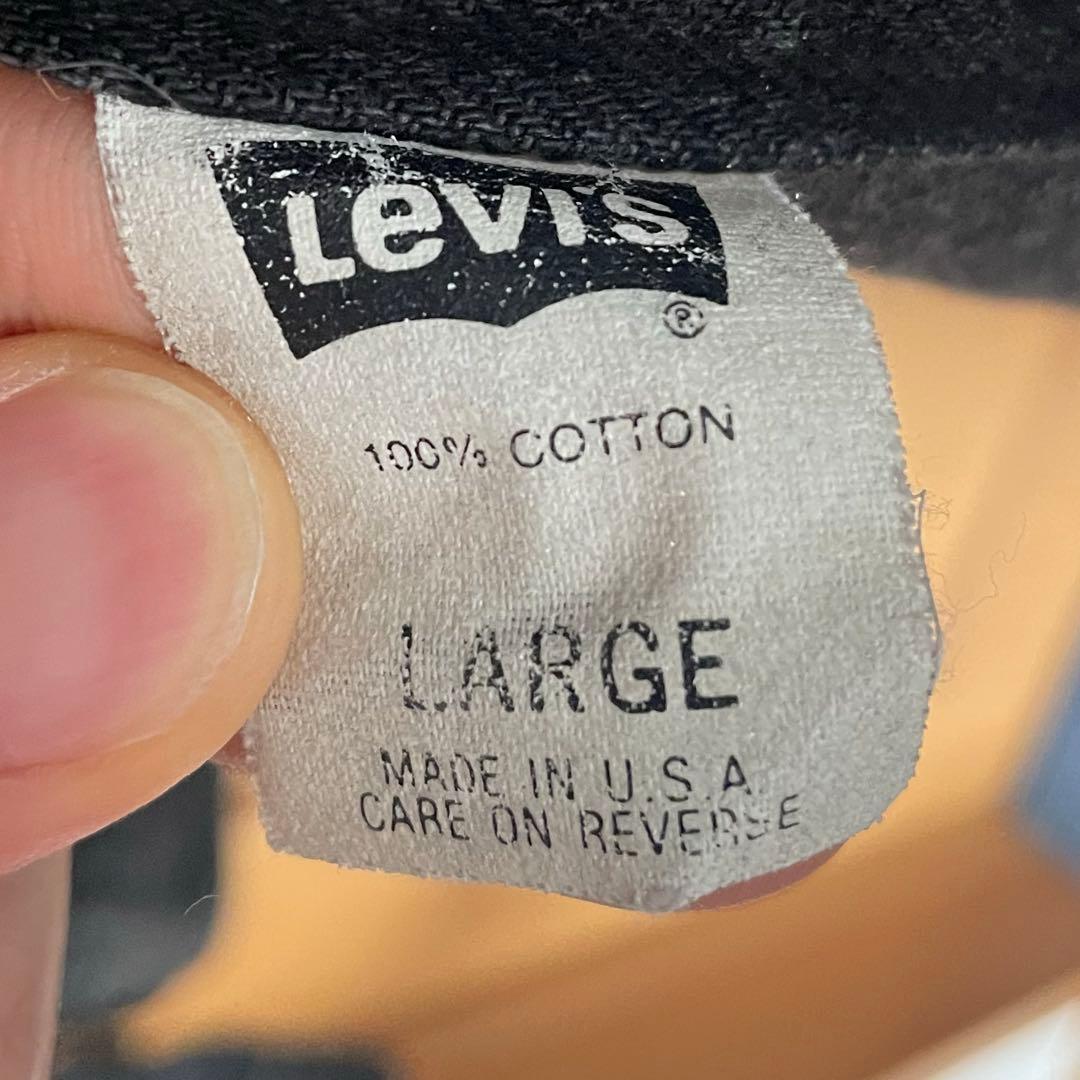 Levi's
®
100% COTTON
LARGE
MADE IN U.S.A
CARE ON REVERSE